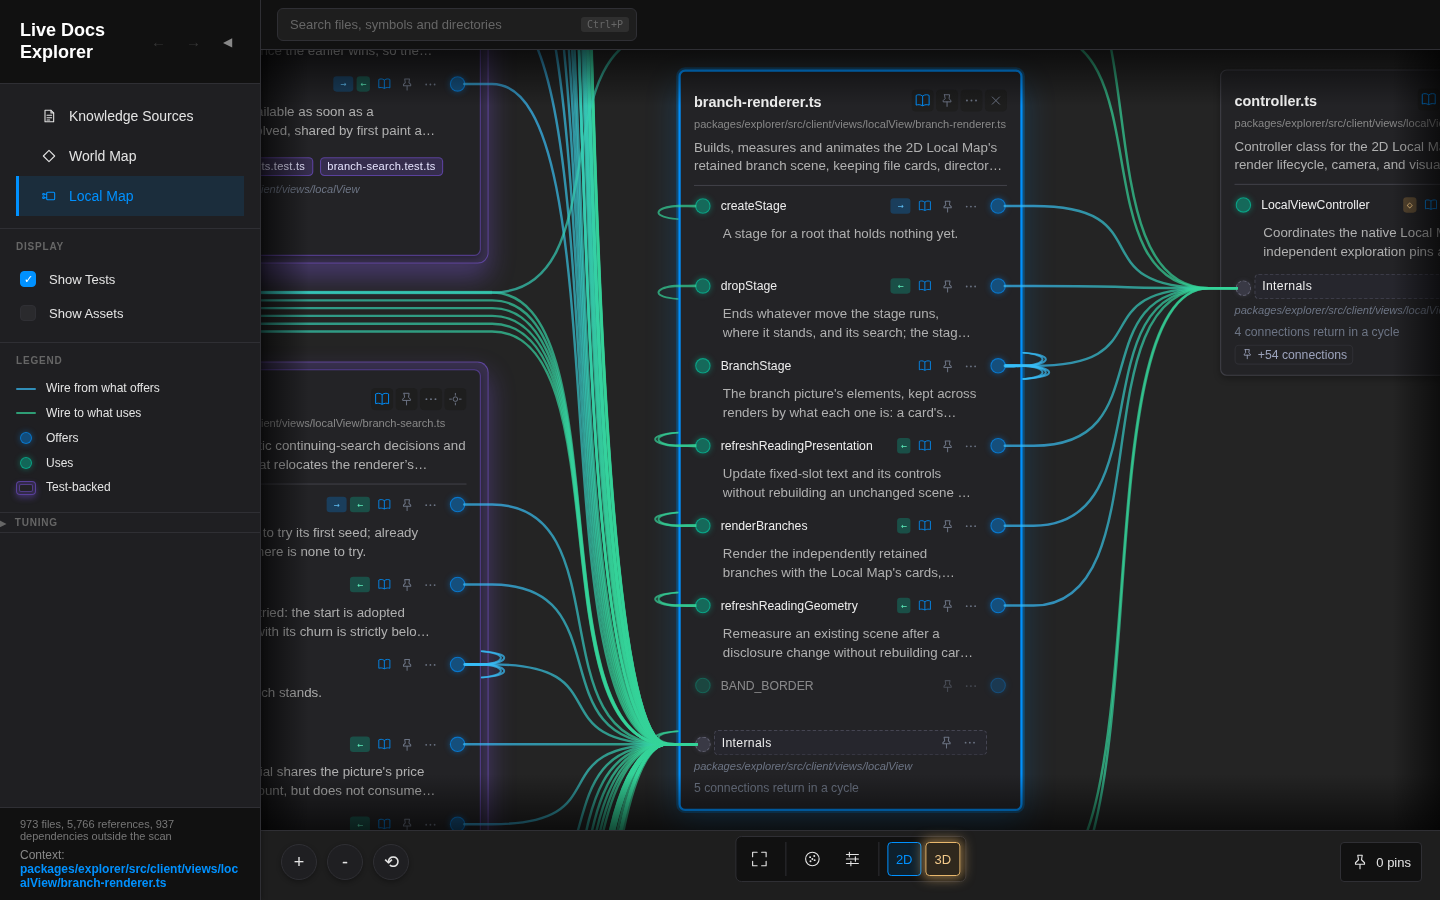 Live Docs
Explorer
← → ◀
Search files, symbols and directories
Ctrl+P
Knowledge Sources
World Map
Local Map
DISPLAY
✓ Show Tests
Show Assets
LEGEND
Wire from what offers
Wire to what uses
Offers
Uses
Test-backed
▶ TUNING
973 files, 5,766 references, 937
dependencies outside the scan
Context:
packages/explorer/src/client/views/loc
alView/branch-renderer.ts
ailable as soon as a
lved, shared by first paint a…
ts.test.ts branch-search.test.ts
ient/views/localView
ient/views/localView/branch-search.ts
ic continuing-search decisions and
at relocates the renderer's…
to try its first seed; already
here is none to try.
ried: the start is adopted
with its churn is strictly belo…
ch stands.
ial shares the picture's price
ount, but does not consume…
branch-renderer.ts
packages/explorer/src/client/views/localView/branch-renderer.ts
Builds, measures and animates the 2D Local Map's
retained branch scene, keeping file cards, director…
createStage
A stage for a root that holds nothing yet.
dropStage
Ends whatever move the stage runs,
where it stands, and its search; the stag…
BranchStage
The branch picture's elements, kept across
renders by what each one is: a card's…
refreshReadingPresentation
Update fixed-slot text and its controls
without rebuilding an unchanged scene …
renderBranches
Render the independently retained
branches with the Local Map's cards,…
refreshReadingGeometry
Remeasure an existing scene after a
disclosure change without rebuilding car…
BAND_BORDER
Internals
packages/explorer/src/client/views/localView
5 connections return in a cycle
controller.ts
packages/explorer/src/client/views/localVi
Controller class for the 2D Local M
render lifecycle, camera, and visua
LocalViewController
Coordinates the native Local M
independent exploration pins a
Internals
packages/explorer/src/client/views/localVi
4 connections return in a cycle
+54 connections
+ - ⟲
2D 3D
0 pins